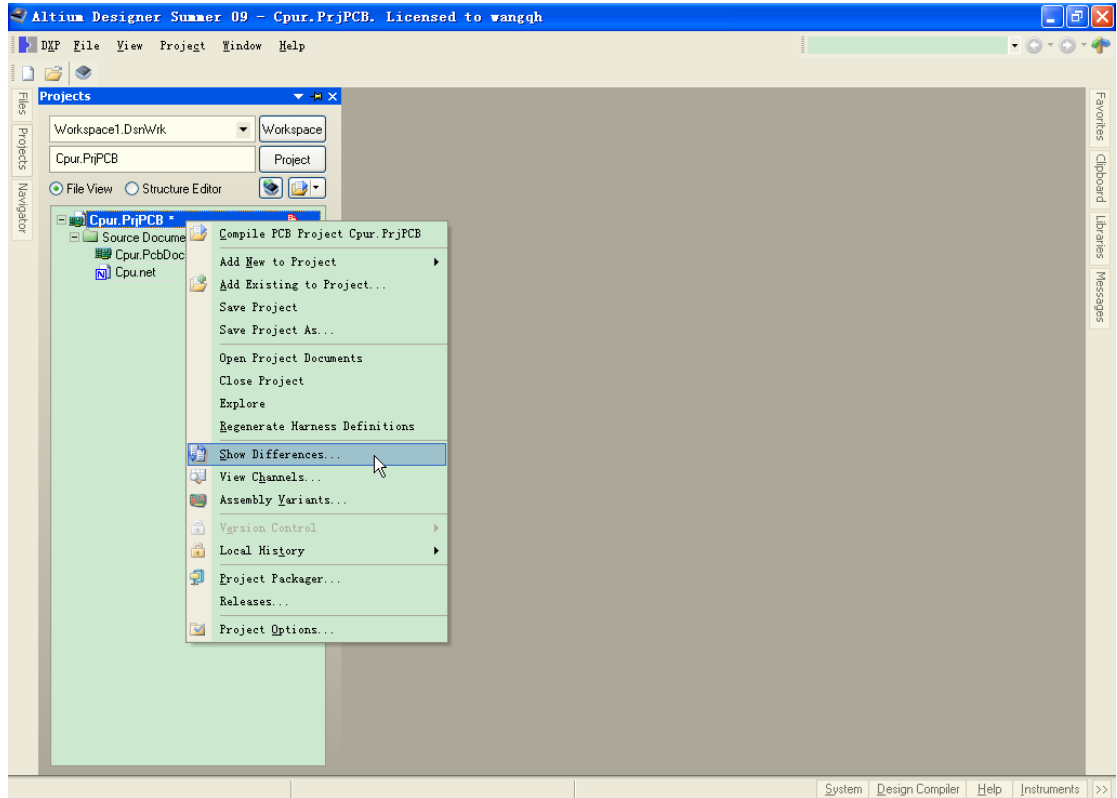 Altium Designer Summer 09 - Cpur.PrjPCB. Licensed to wangqh
DXP File View Project Window Help
Files
Projects
Navigator
Projects
Workspace1.DsnWrk Workspace
Cpur.PrjPCB Project
File View Structure Editor
Cpur.PrjPCB *
Source Docume
Cpur.PcbDoc
Cpu.net
Compile PCB Project Cpur.PrjPCB
Add New to Project
Add Existing to Project...
Save Project
Save Project As...
Open Project Documents
Close Project
Explore
Regenerate Harness Definitions
Show Differences...
View Channels...
Assembly Variants...
Version Control
Local History
Project Packager...
Releases...
Project Options...
Favorites
Clipboard
Libraries
Messages
System Design Compiler Help Instruments >>